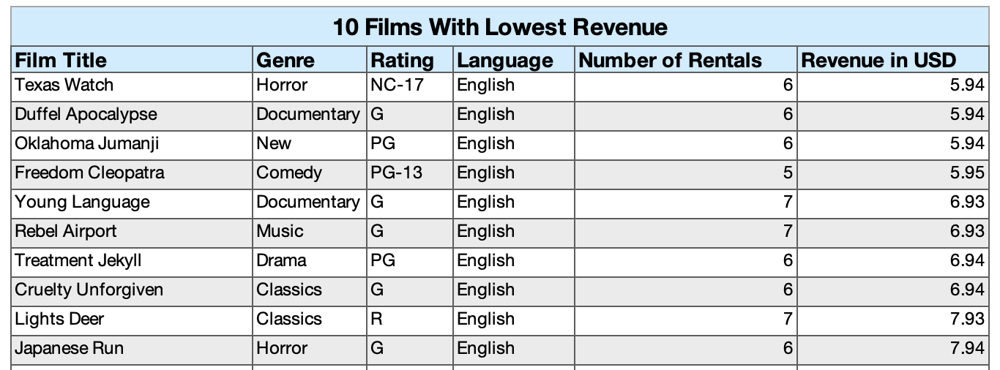 10 Films With Lowest Revenue
Film Title Genre Rating Language Number of Rentals Revenue in USD
Texas Watch Horror NC-17 English 6 5.94
Duffel Apocalypse Documentary G English 6 5.94
Oklahoma Jumanji New PG English 6 5.94
Freedom Cleopatra Comedy PG-13 English 5 5.95
Young Language Documentary G English 7 6.93
Rebel Airport Music G English 7 6.93
Treatment Jekyll Drama PG English 6 6.94
Cruelty Unforgiven Classics G English 6 6.94
Lights Deer Classics R English 7 7.93
Japanese Run Horror G English 6 7.94